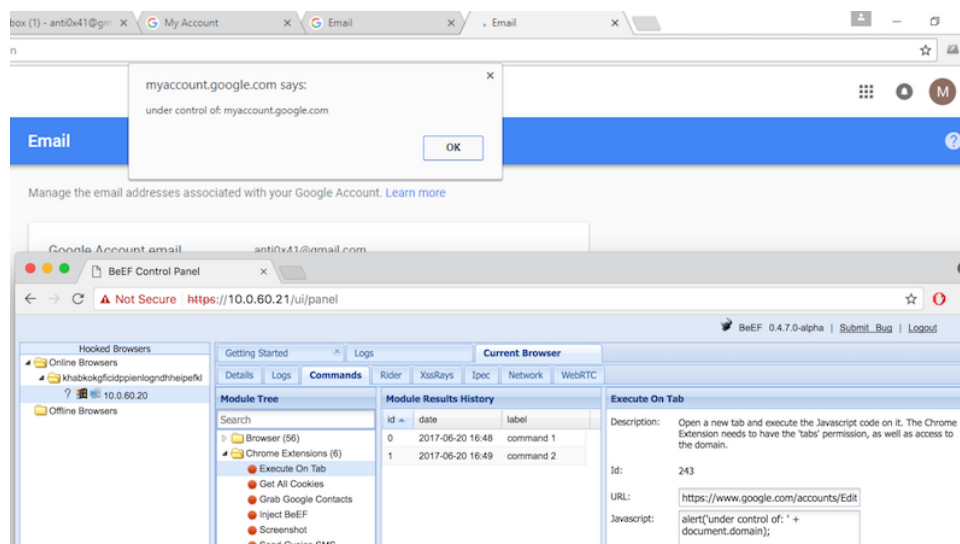 box (1) - anti0x41@gm
My Account
Email
Email
n
myaccount.google.com says:
under control of: myaccount.google.com
OK
M
Email
?
Manage the email addresses associated with your Google Account. Learn more
Google Account email anti0x41@gmail.com
BeEF Control Panel
Not Secure https://10.0.60.21/ui/panel
BeEF 0.4.7.0-alpha | Submit Bug | Logout
Hooked Browsers
Online Browsers
khabkokgficidppienlogndhheipefkl
? 10.0.60.20
Offline Browsers
Getting Started Logs Current Browser
Details Logs Commands Rider XssRays Ipec Network WebRTC
Module Tree
Search
Browser (56)
Chrome Extensions (6)
Execute On Tab
Get All Cookies
Grab Google Contacts
Inject BeEF
Screenshot
Send Gvoice SMS
Module Results History
id date label
0 2017-06-20 16:48 command 1
1 2017-06-20 16:49 command 2
Execute On Tab
Description: Open a new tab and execute the Javascript code on it. The Chrome
Extension needs to have the 'tabs' permission, as well as access to
the domain.
Id: 243
URL: https://www.google.com/accounts/Edit
Javascript: alert('under control of: ' +
document.domain);